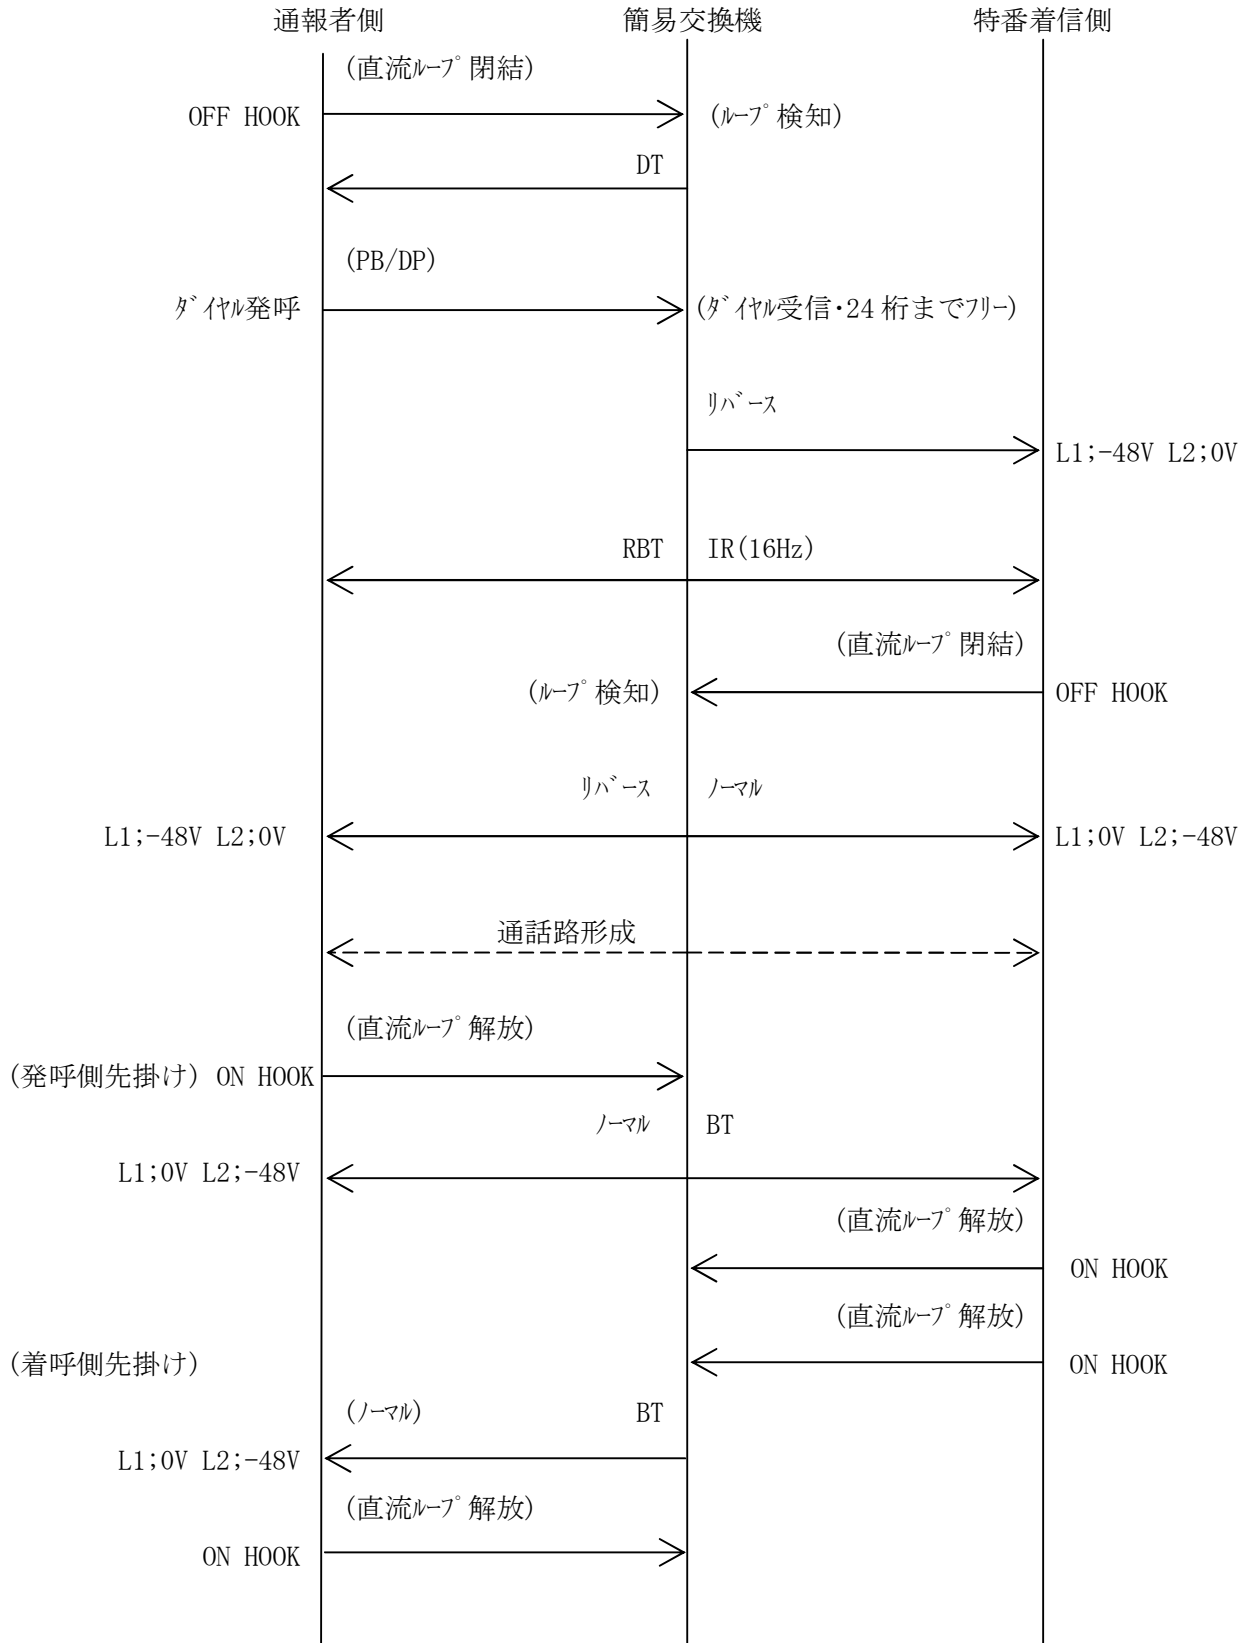 通報者側 簡易交換機 特番着信側
(直流ﾙｰﾌﾟ閉結)
OFF HOOK (ﾙｰﾌﾟ検知)
DT
(PB/DP)
ﾀﾞｲﾔﾙ発呼 (ﾀﾞｲﾔﾙ受信・24桁までﾌﾘｰ)
ﾘﾊﾞｰｽ
L1;-48V L2;0V
RBT IR(16Hz)
(直流ﾙｰﾌﾟ閉結)
(ﾙｰﾌﾟ検知) OFF HOOK
ﾘﾊﾞｰｽ ﾉｰﾏﾙ
L1;-48V L2;0V L1;0V L2;-48V
通話路形成
(直流ﾙｰﾌﾟ解放)
(発呼側先掛け) ON HOOK
ﾉｰﾏﾙ BT
L1;0V L2;-48V
(直流ﾙｰﾌﾟ解放)
ON HOOK
(直流ﾙｰﾌﾟ解放)
(着呼側先掛け) ON HOOK
(ﾉｰﾏﾙ) BT
L1;0V L2;-48V
(直流ﾙｰﾌﾟ解放)
ON HOOK